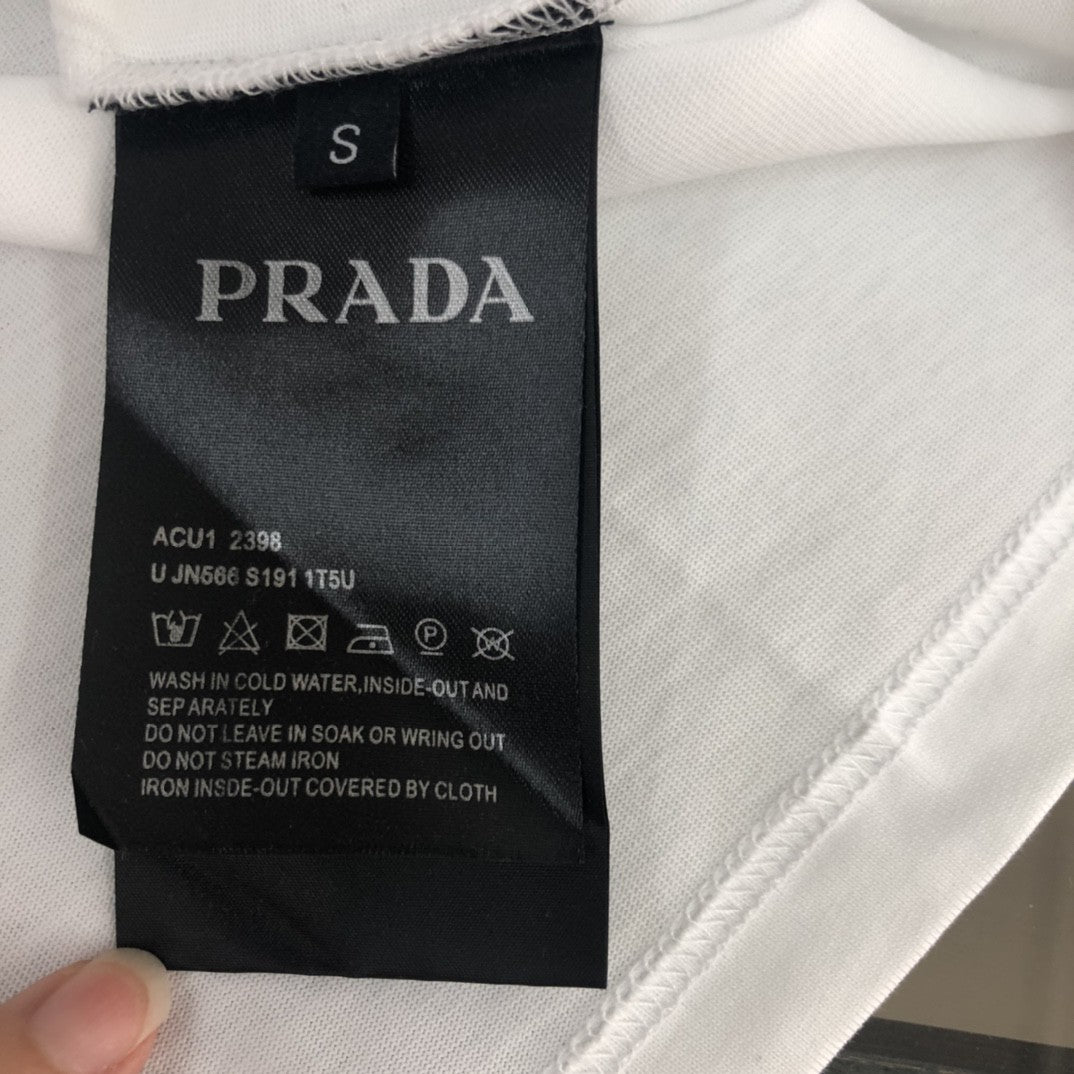 S
PRADA
ACU1 2398
U JN566 S191 1T5U
P W
WASH IN COLD WATER,INSIDE-OUT AND
SEP ARATELY
DO NOT LEAVE IN SOAK OR WRING OUT
DO NOT STEAM IRON
IRON INSDE-OUT COVERED BY CLOTH